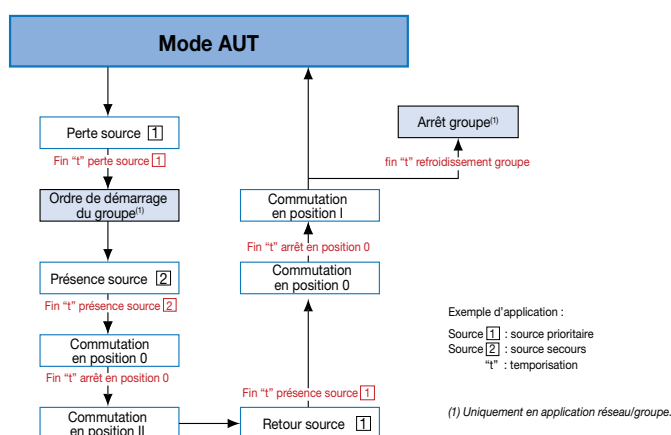 Mode AUT
Perte source 1
Fin “t” perte source 1
Ordre de démarrage
du groupe(1)
Présence source 2
Fin “t” présence source 2
Commutation
en position 0
Fin “t” arrêt en position 0
Commutation
en position II
Retour source 1
Fin “t” présence source 1
Commutation
en position 0
Fin “t” arrêt en position 0
Commutation
en position I
fin “t” refroidissement groupe
Arrêt groupe(1)
Exemple d’application :
Source 1 : source prioritaire
Source 2 : source secours
“t” : temporisation
(1) Uniquement en application réseau/groupe.